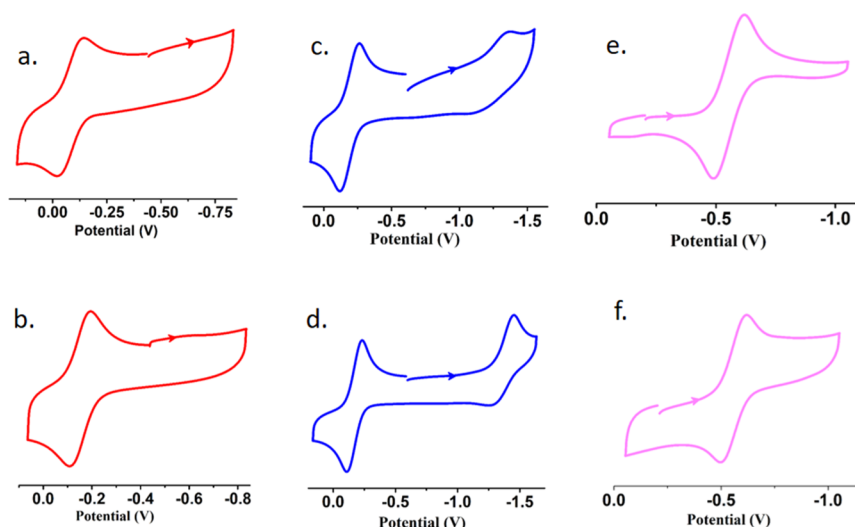 a.
0.00 -0.25 -0.50 -0.75
Potential (V)
c.
0.0 -0.5 -1.0 -1.5
Potential (V)
e.
0.0 -0.5 -1.0
Potential (V)
b.
0.0 -0.2 -0.4 -0.6 -0.8
Potential (V)
d.
0.0 -0.5 -1.0 -1.5
Potential (V)
f.
0.0 -0.5 -1.0
Potential (V)